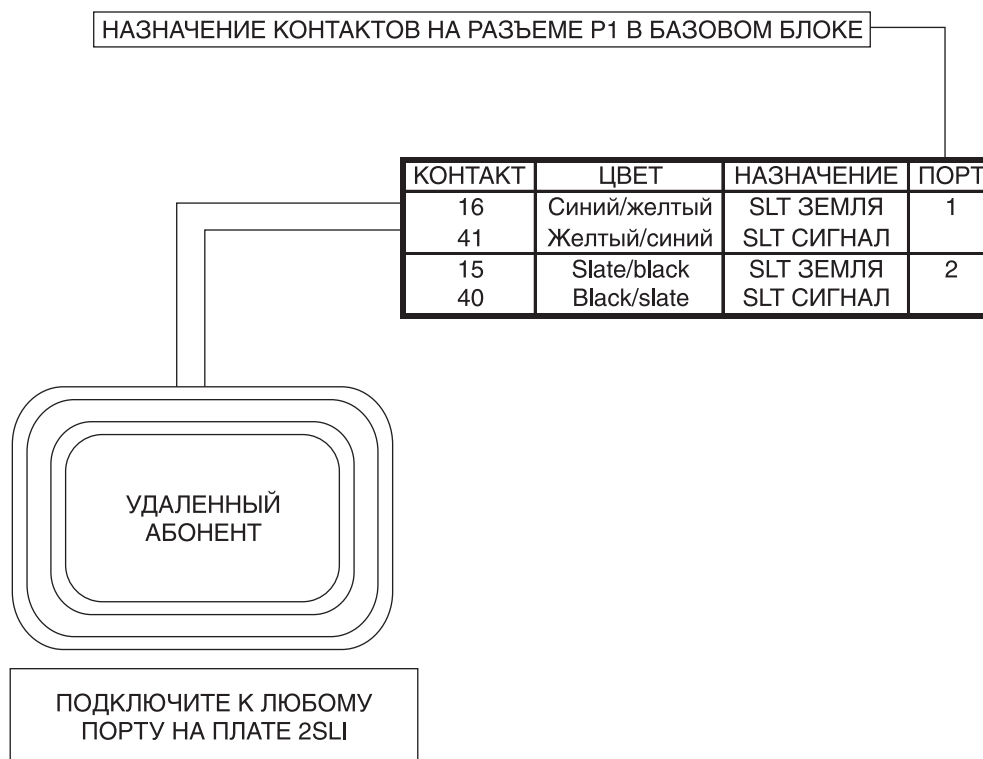 НАЗНАЧЕНИЕ КОНТАКТОВ НА РАЗЪЕМЕ P1 В БАЗОВОМ БЛОКЕ
КОНТАКТ ЦВЕТ НАЗНАЧЕНИЕ ПОРТ
16 Синий/желтый SLT ЗЕМЛЯ 1
41 Желтый/синий SLT СИГНАЛ
15 Slate/black SLT ЗЕМЛЯ 2
40 Black/slate SLT СИГНАЛ
УДАЛЕННЫЙ
АБОНЕНТ
ПОДКЛЮЧИТЕ К ЛЮБОМУ
ПОРТУ НА ПЛАТЕ 2SLI